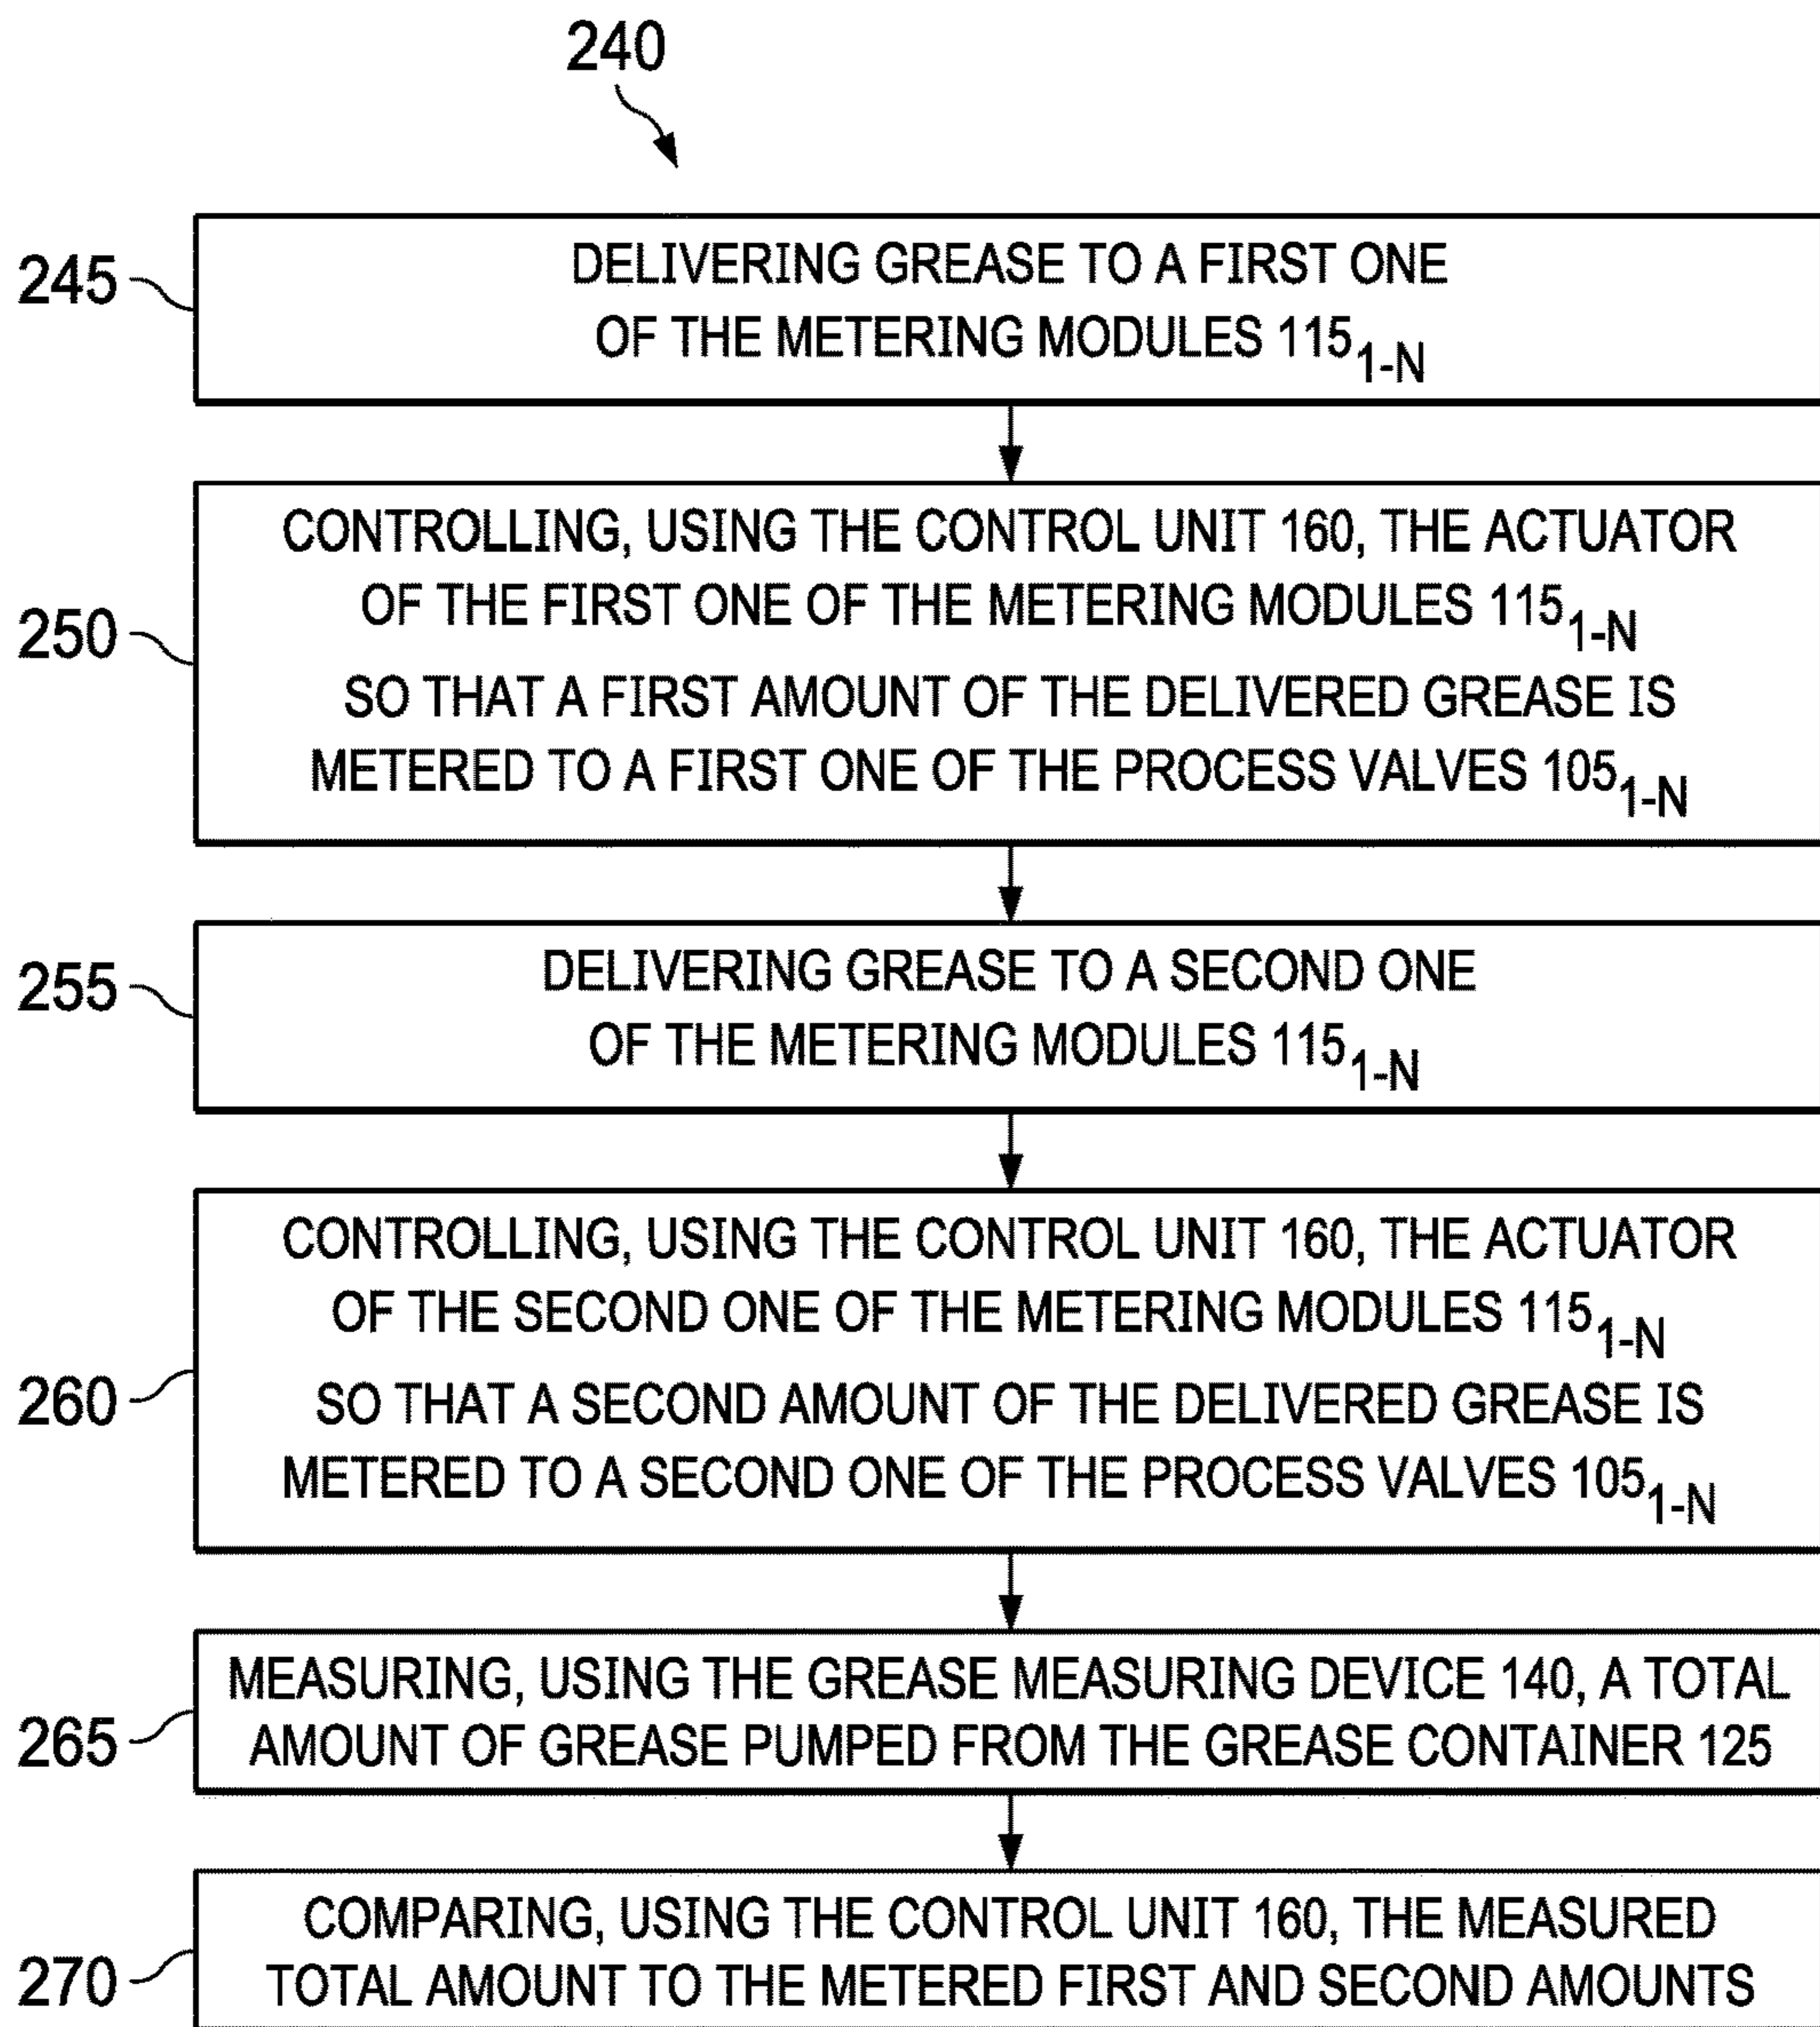 240
245
DELIVERING GREASE TO A FIRST ONE
OF THE METERING MODULES 115₁₋ₙ
250
CONTROLLING, USING THE CONTROL UNIT 160, THE ACTUATOR
OF THE FIRST ONE OF THE METERING MODULES 115₁₋ₙ
SO THAT A FIRST AMOUNT OF THE DELIVERED GREASE IS
METERED TO A FIRST ONE OF THE PROCESS VALVES 105₁₋ₙ
255
DELIVERING GREASE TO A SECOND ONE
OF THE METERING MODULES 115₁₋ₙ
260
CONTROLLING, USING THE CONTROL UNIT 160, THE ACTUATOR
OF THE SECOND ONE OF THE METERING MODULES 115₁₋ₙ
SO THAT A SECOND AMOUNT OF THE DELIVERED GREASE IS
METERED TO A SECOND ONE OF THE PROCESS VALVES 105₁₋ₙ
265
MEASURING, USING THE GREASE MEASURING DEVICE 140, A TOTAL
AMOUNT OF GREASE PUMPED FROM THE GREASE CONTAINER 125
270
COMPARING, USING THE CONTROL UNIT 160, THE MEASURED
TOTAL AMOUNT TO THE METERED FIRST AND SECOND AMOUNTS